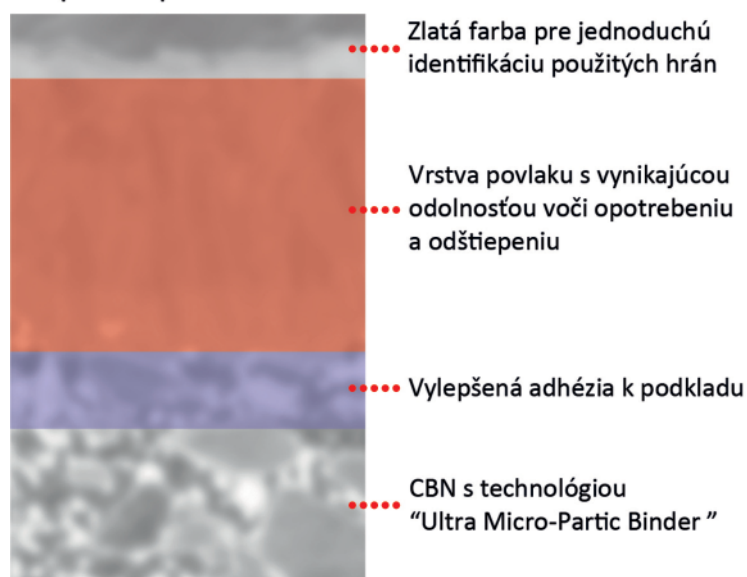 Zlatá farba pre jednoduchú
identifikáciu použitých hrán
Vrstva povlaku s vynikajúcou
odolnosťou voči opotrebeniu
a odštiepeniu
Vylepšená adhézia k podkladu
CBN s technológiou
“Ultra Micro-Partic Binder ”